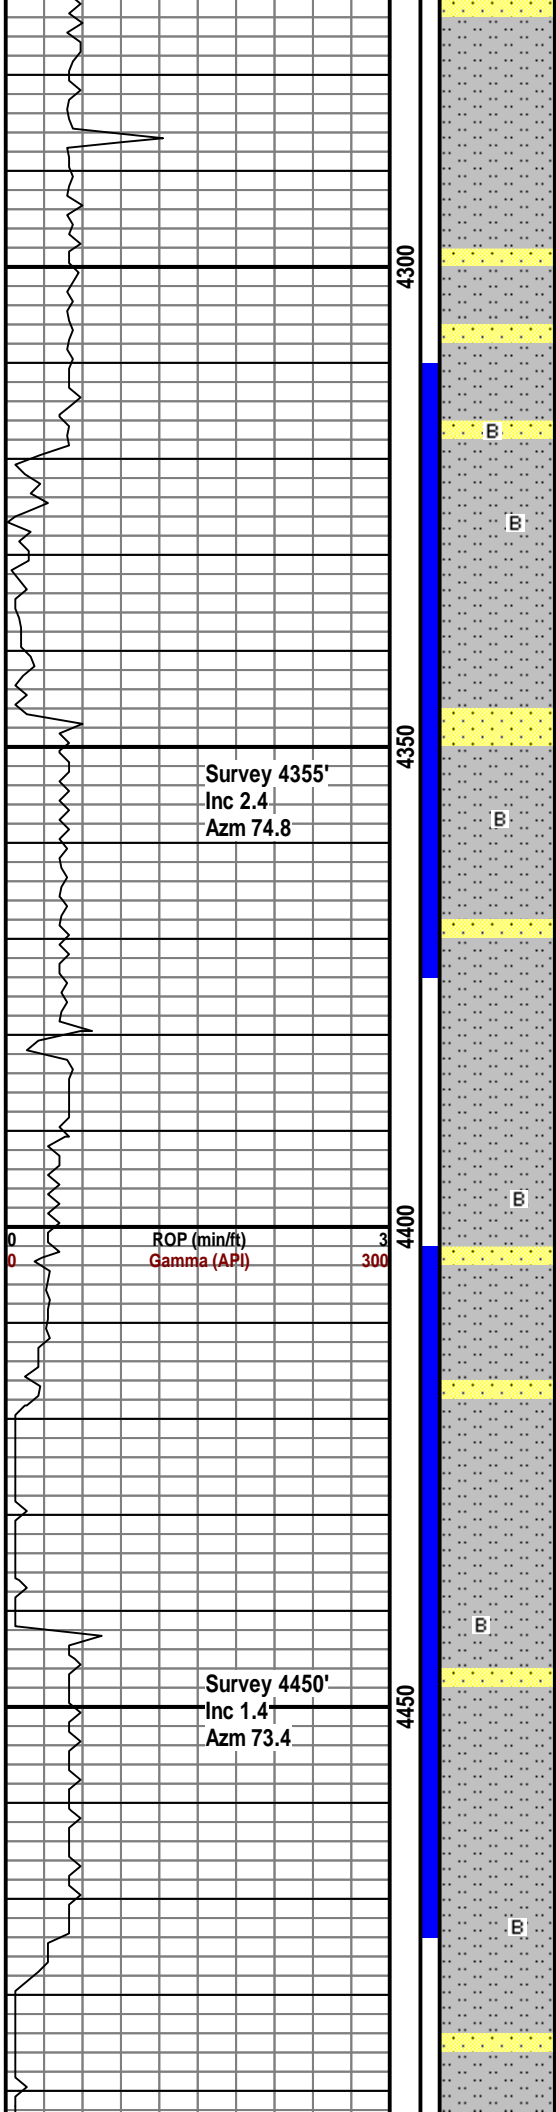 4300
B
B
4350
Survey 4355'
Inc 2.4
Azm 74.8
B
B
4400
0 ROP (min/ft) 3
0 Gamma (API) 300
B
Survey 4450'
Inc 1.4
Azm 73.4
4450
B